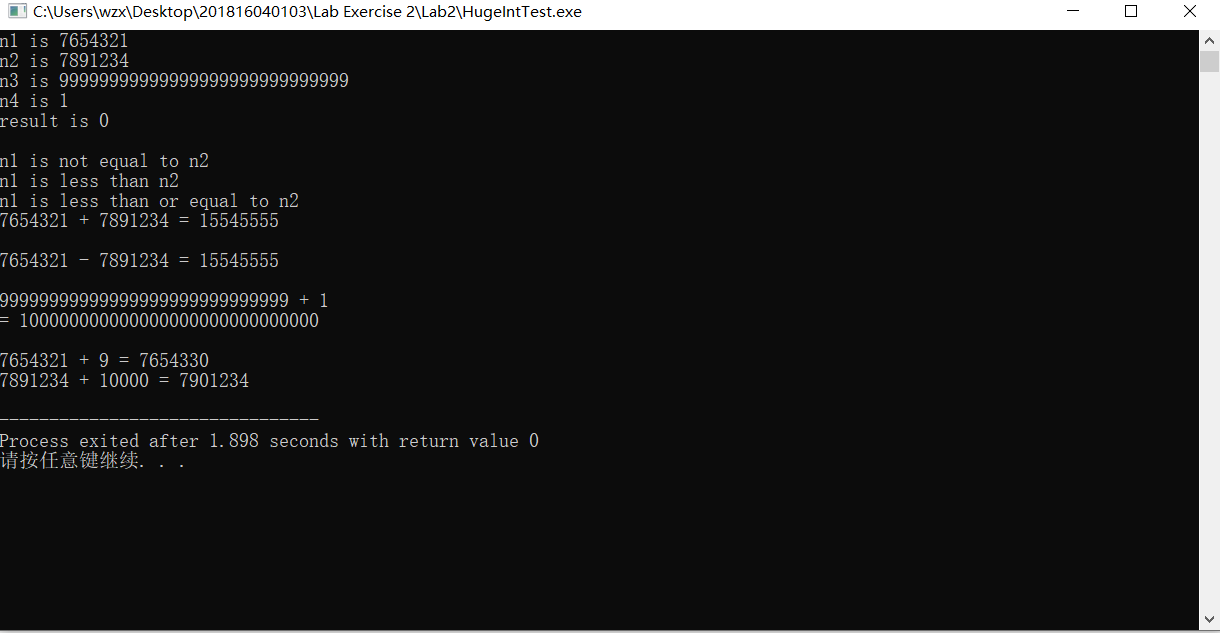 C:\Users\wzx\Desktop\201816040103\Lab Exercise 2\Lab2\HugeIntTest.exe
n1 is 7654321
n2 is 7891234
n3 is 99999999999999999999999999999
n4 is 1
result is 0
n1 is not equal to n2
n1 is less than n2
n1 is less than or equal to n2
7654321 + 7891234 = 15545555
7654321 - 7891234 = 15545555
99999999999999999999999999999 + 1
= 100000000000000000000000000000
7654321 + 9 = 7654330
7891234 + 10000 = 7901234
--------------------------------
Process exited after 1.898 seconds with return value 0
请按任意键继续. . .